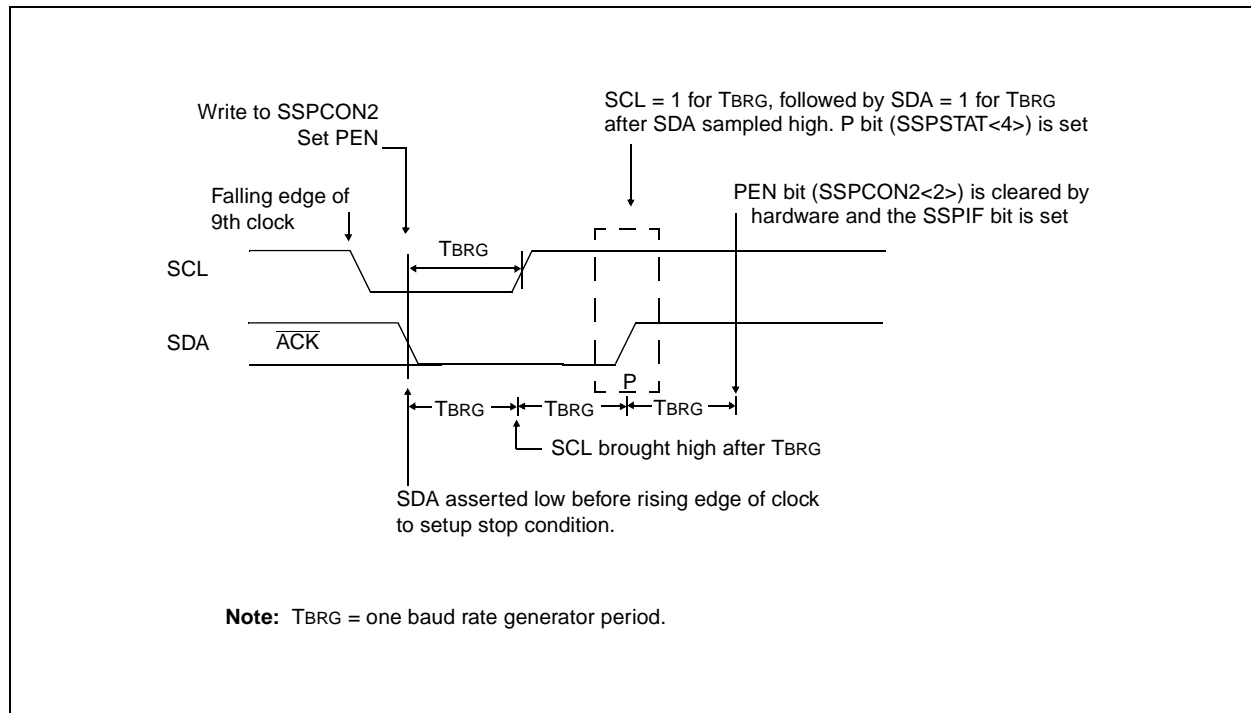 Write to SSPCON2
Set PEN
SCL = 1 for TBRG, followed by SDA = 1 for TBRG
after SDA sampled high. P bit (SSPSTAT<4>) is set
Falling edge of
9th clock
PEN bit (SSPCON2<2>) is cleared by
hardware and the SSPIF bit is set
TBRG
SCL
SDA
ACK
P
TBRG
TBRG
TBRG
SCL brought high after TBRG
SDA asserted low before rising edge of clock
to setup stop condition.
Note: TBRG = one baud rate generator period.